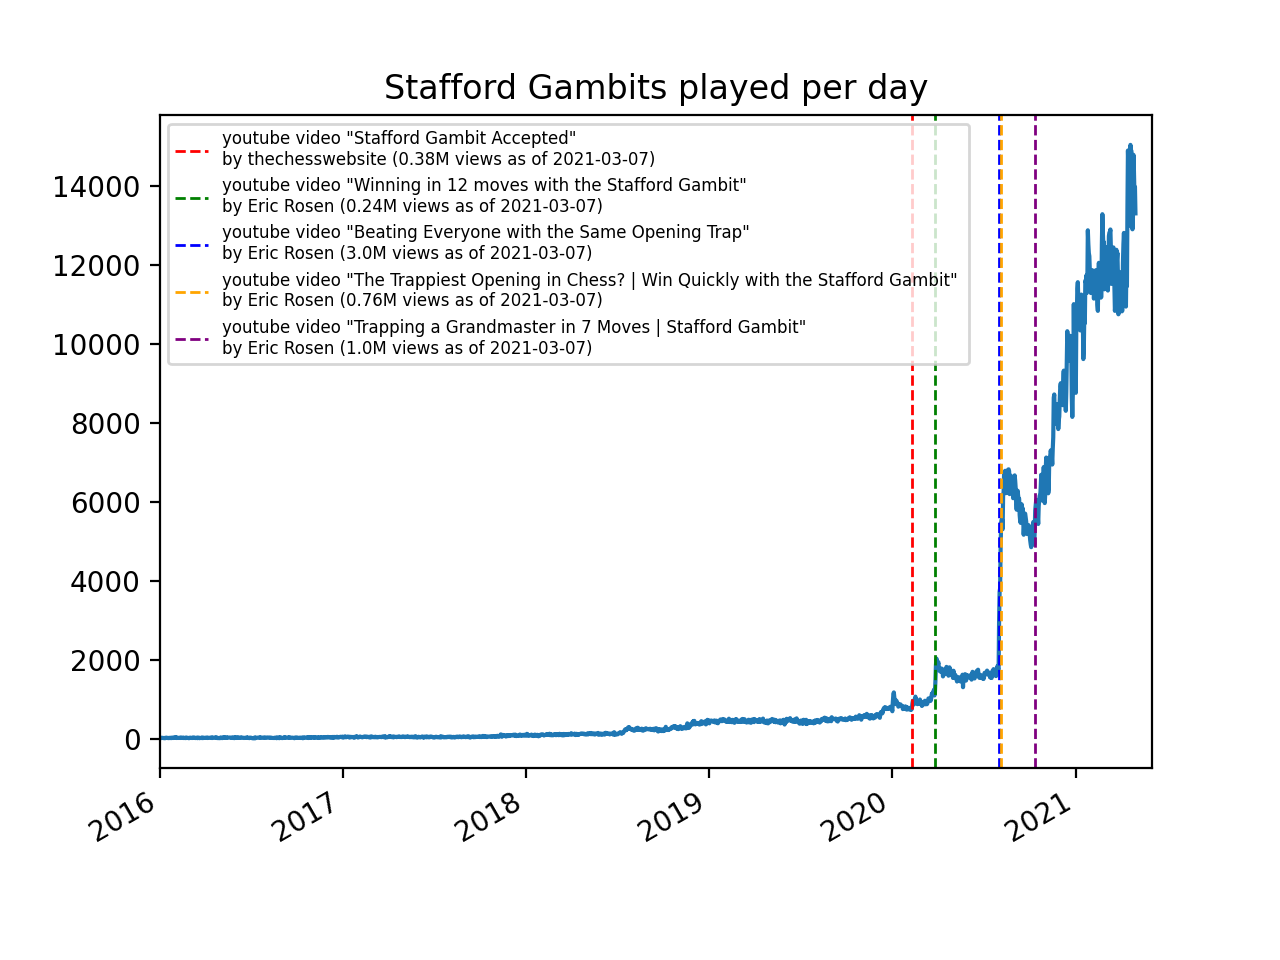 Stafford Gambits played per day
youtube video "Stafford Gambit Accepted"
by thechesswebsite (0.38M views as of 2021-03-07)
youtube video "Winning in 12 moves with the Stafford Gambit"
by Eric Rosen (0.24M views as of 2021-03-07)
youtube video "Beating Everyone with the Same Opening Trap"
by Eric Rosen (3.0M views as of 2021-03-07)
youtube video "The Trappiest Opening in Chess? | Win Quickly with the Stafford Gambit"
by Eric Rosen (0.76M views as of 2021-03-07)
youtube video "Trapping a Grandmaster in 7 Moves | Stafford Gambit"
by Eric Rosen (1.0M views as of 2021-03-07)
14000
12000
10000
8000
6000
4000
2000
0
2016
2017
2018
2019
2020
2021